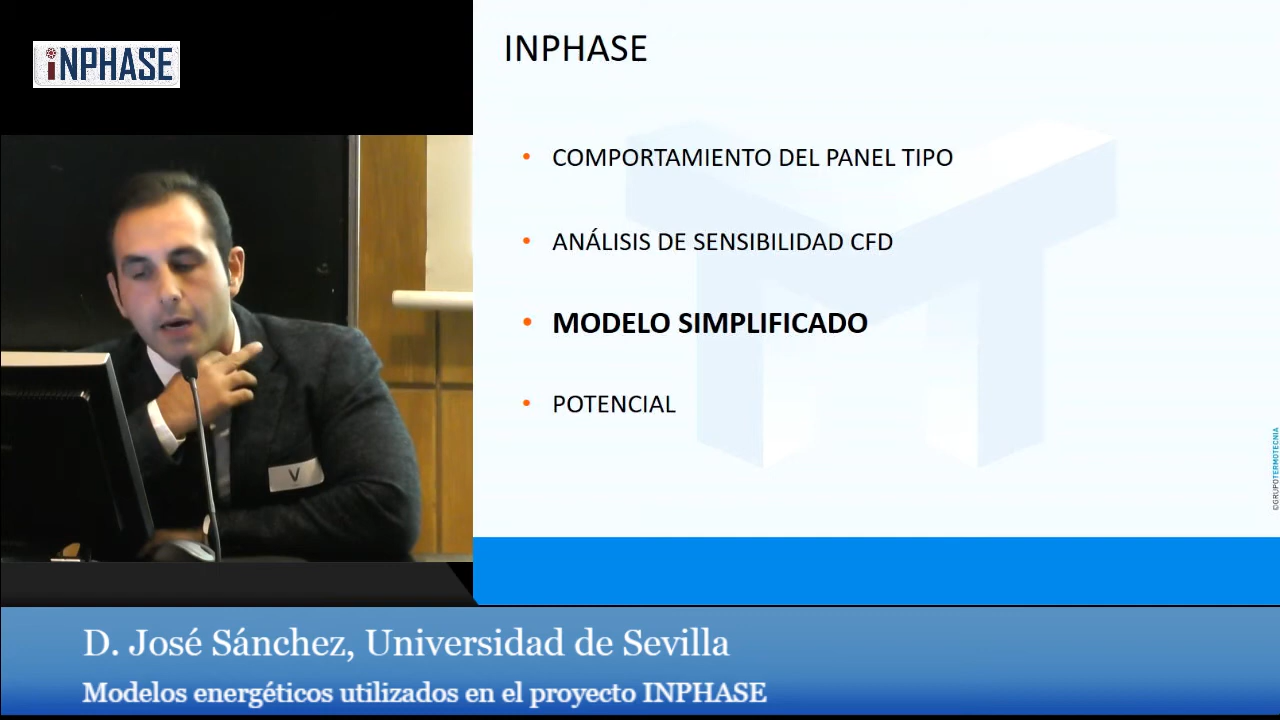 iNPHASE
INPHASE
• COMPORTAMIENTO DEL PANEL TIPO
• ANÁLISIS DE SENSIBILIDAD CFD
• MODELO SIMPLIFICADO
• POTENCIAL
©GRUPOTERMOTECNIA
V
D. José Sánchez, Universidad de Sevilla
Modelos energéticos utilizados en el proyecto INPHASE